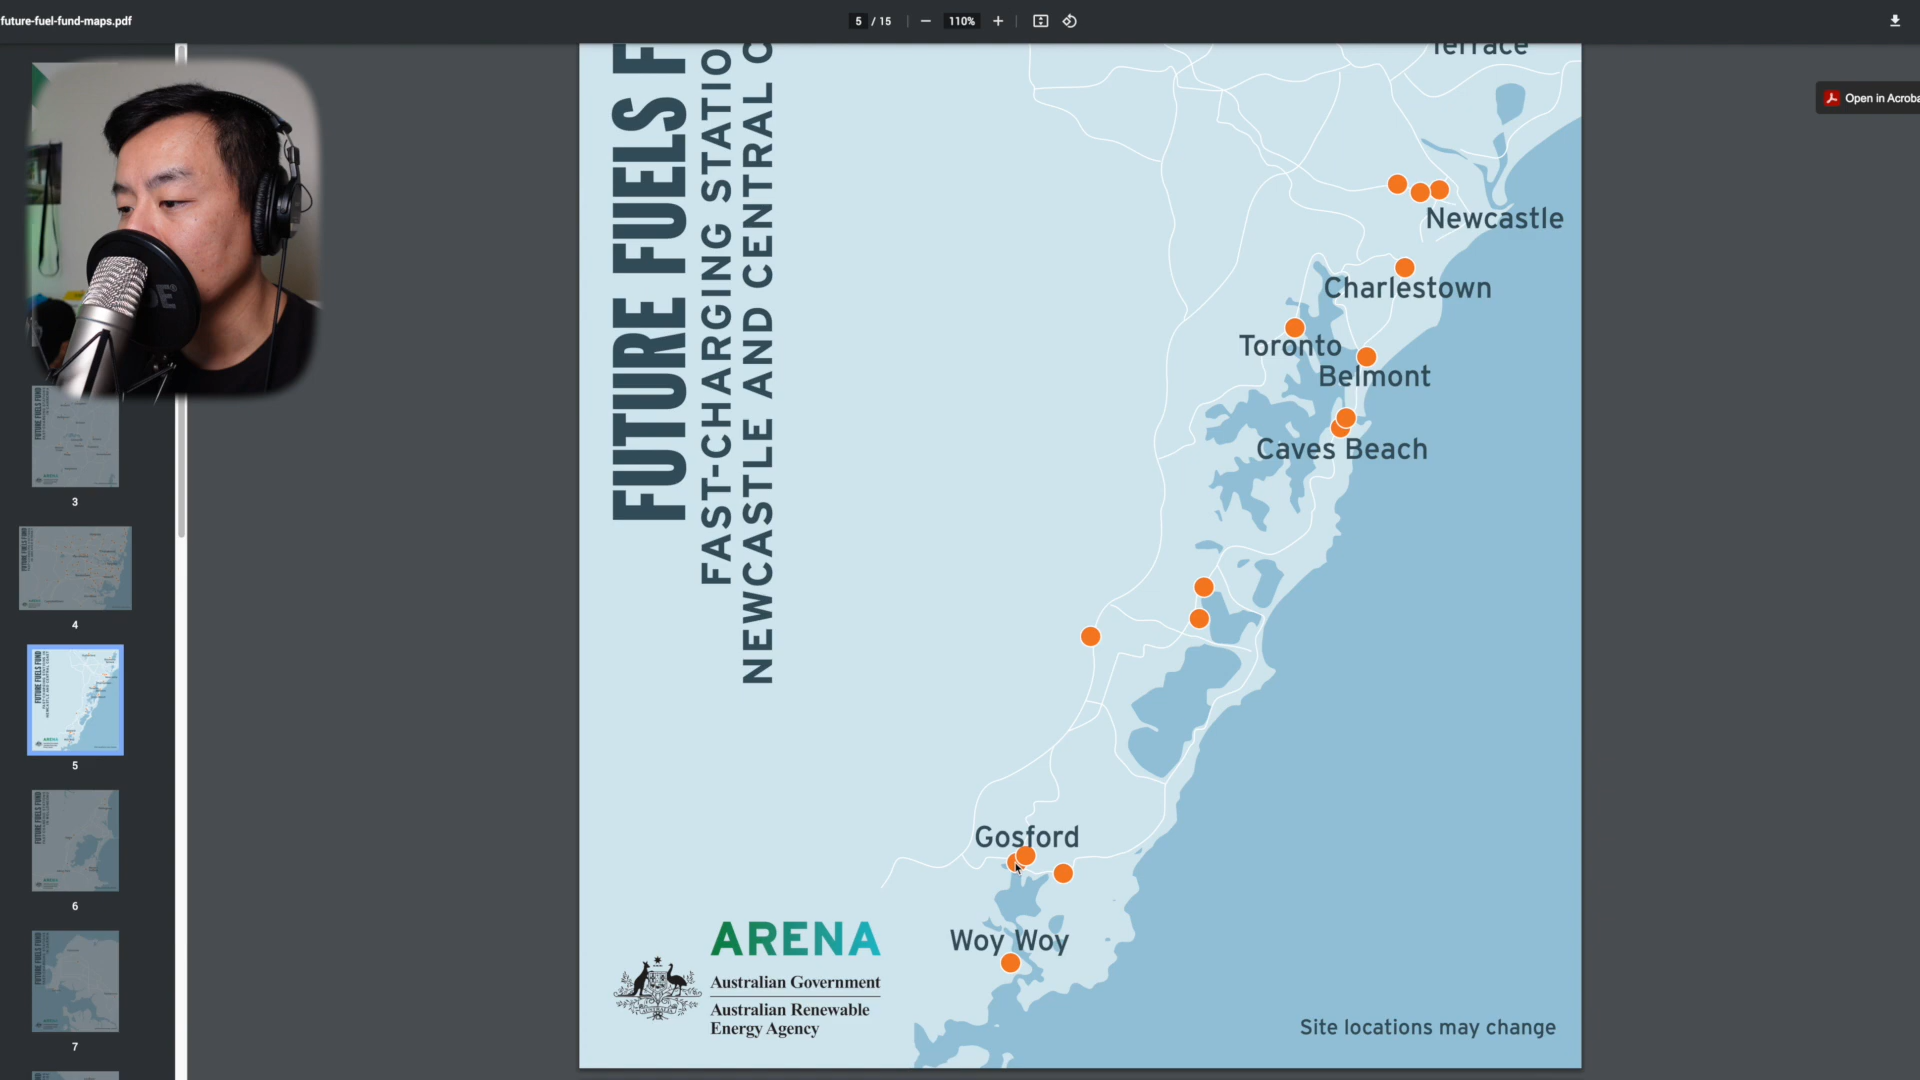 future-fuel-fund-maps.pdf
5 / 15
110%
Open in Acroba
FUTURE FUELS F
FAST-CHARGING STATIO
NEWCASTLE AND CENTRAL C
Terrace
Newcastle
Charlestown
Toronto
Belmont
Caves Beach
Gosford
Woy Woy
ARENA
Australian Government
Australian Renewable
Energy Agency
Site locations may change
3
4
5
6
7